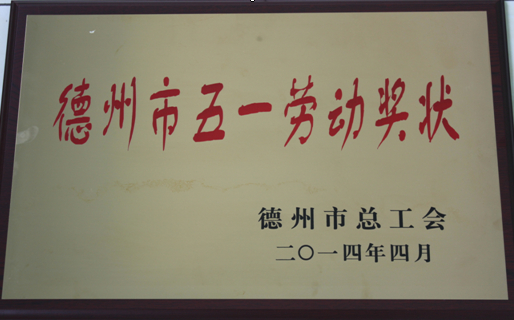 德州市五一劳动奖状
德州市总工会
二〇一四年四月